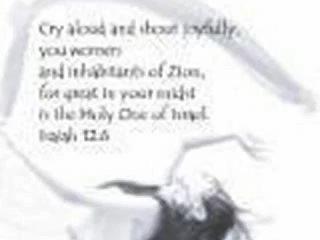 Cry aloud and shout joyfully,
you women
and inhabitants of Zion,
for great in your midst
is the Holy One of Israel.
Isaiah 12:6